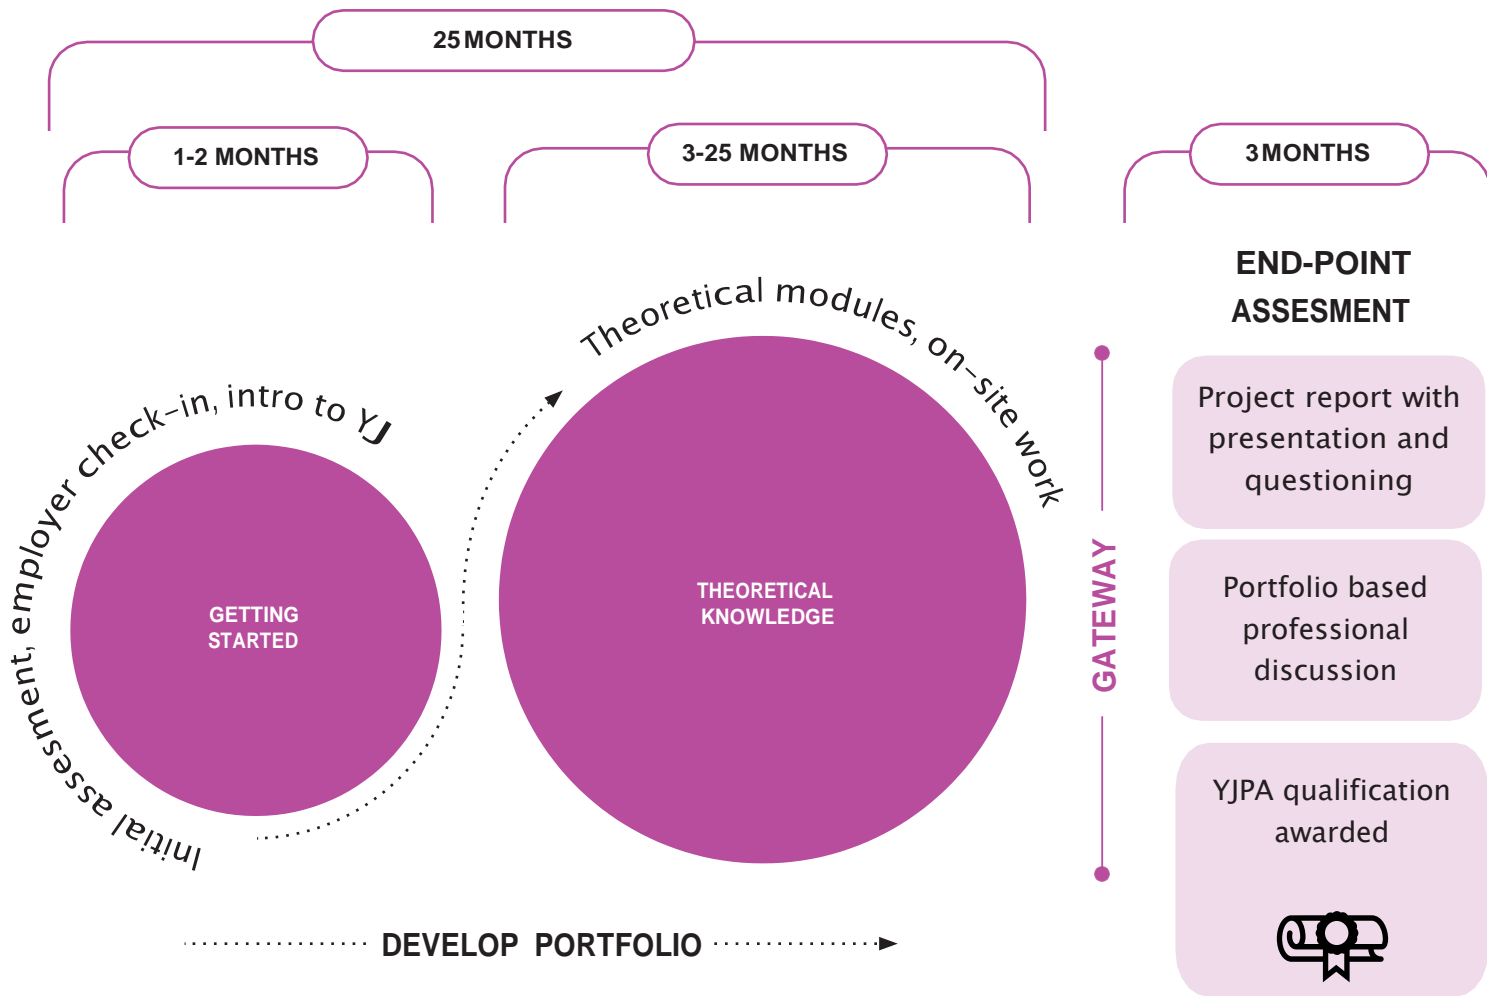 25 MONTHS
1-2 MONTHS
3-25 MONTHS
3 MONTHS
Initial assesment, employer check-in, intro to YJ
GETTING
STARTED
Theoretical modules, on-site work
THEORETICAL
KNOWLEDGE
DEVELOP PORTFOLIO
GATEWAY
END-POINT
ASSESMENT
Project report with
presentation and
questioning
Portfolio based
professional
discussion
YJPA qualification
awarded